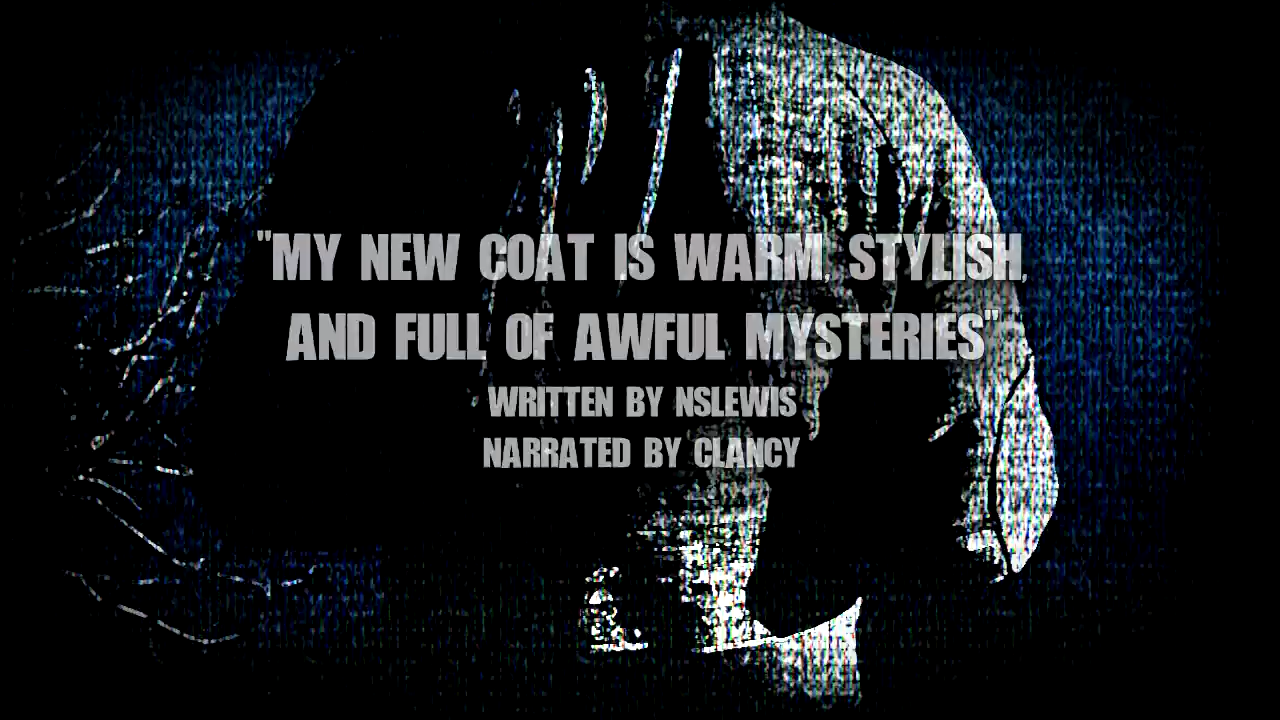 "MY NEW COAT IS WARM, STYLISH,
AND FULL OF AWFUL MYSTERIES"
WRITTEN BY NSLEWIS
NARRATED BY CLANCY